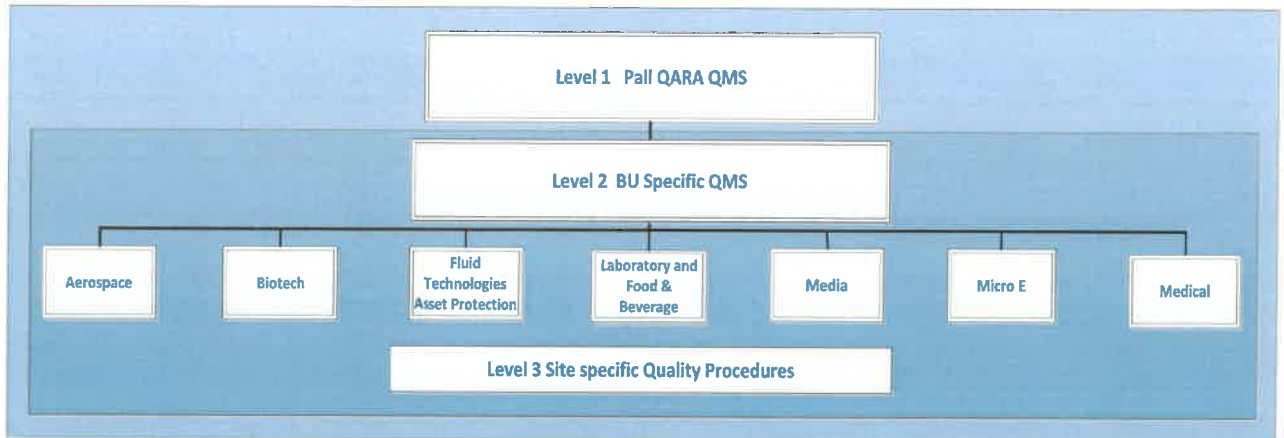 Level 1 Pall QARA QMS
Level 2 BU Specific QMS
Aerospace
Biotech
Fluid
Technologies
Asset Protection
Laboratory and
Food &
Beverage
Media
Micro E
Medical
Level 3 Site specific Quality Procedures